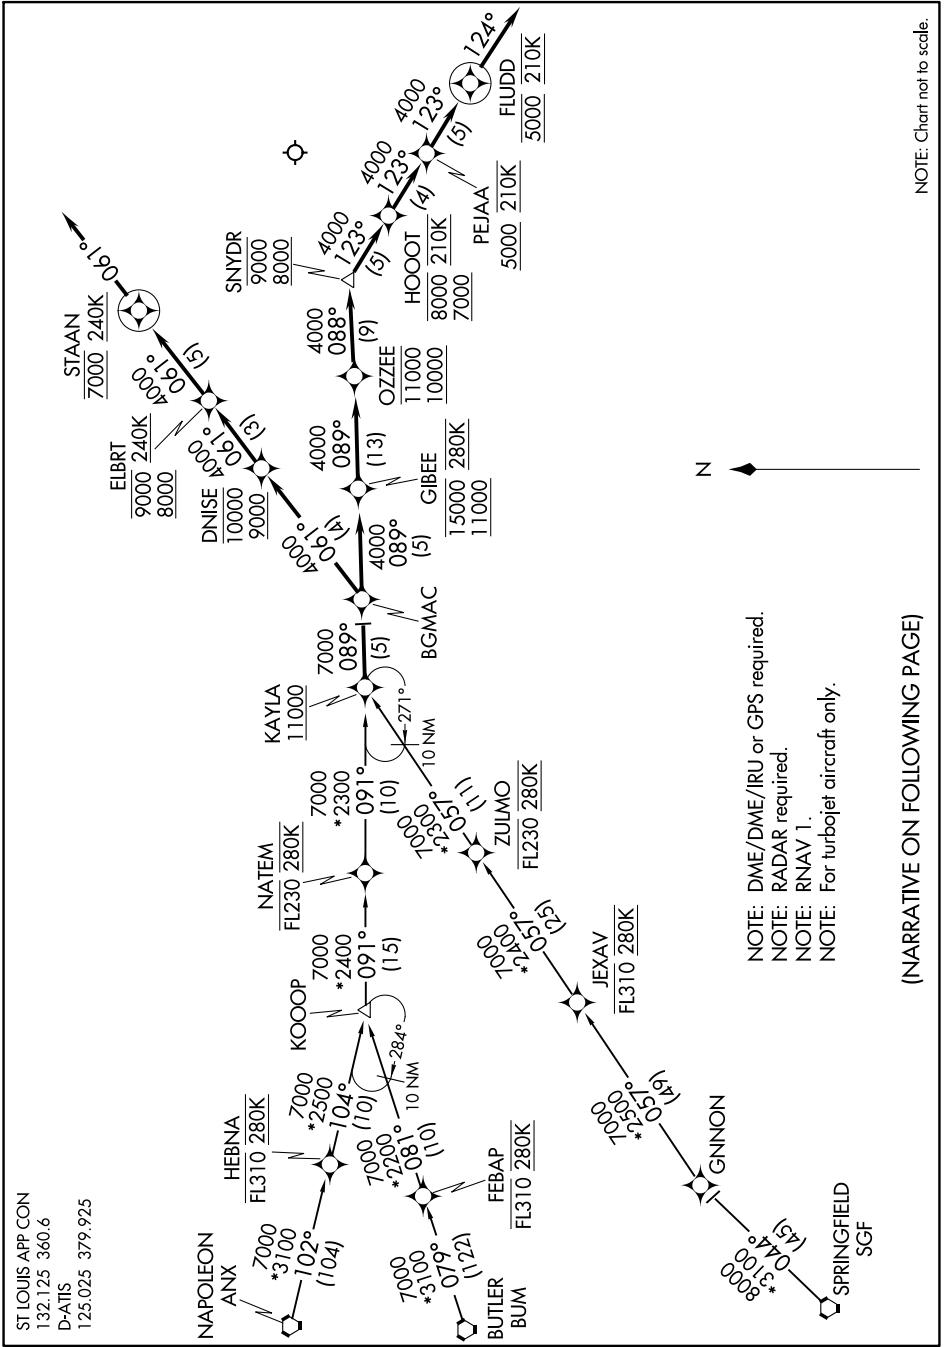 ST LOUIS APP CON
132.125 360.6
D-ATIS
125.025 379.925
NAPOLEON
ANX
7000
*3100
102°
(104)
HEBNA
FL310 280K
7000
*2500
104°
(10)
BUTLER
BUM
7000
*3100
079°
(122)
FEBAP
FL310 280K
7000
*2200
081°
(10)
KOOOP
284°
10 NM
7000
*2400
091°
(15)
NATEM
FL230 280K
7000
*2300
091°
(10)
SPRINGFIELD
SGF
8000
*3100
044°
(45)
GNNON
7000
*2500
057°
(49)
JEXAV
FL310 280K
7000
*2400
057°
(25)
ZULMO
FL230 280K
7000
*2300
057°
(11)
KAYLA
11000
271°
10 NM
7000
089°
(5)
BGMAC
4000
061°
(4)
DNISE
10000
9000
4000
061°
(3)
ELBRT
9000 240K
8000
4000
061°
(5)
STAAN
7000 240K
061°
4000
089°
(5)
GIBEE
15000 280K
11000
4000
089°
(13)
OZZEE
11000
10000
4000
088°
(9)
SNYDR
9000
8000
4000
123°
(5)
HOOOT
8000 210K
7000
4000
123°
(4)
PEJAA
5000 210K
4000
123°
(5)
FLUDD
5000 210K
124°
N
NOTE: DME/DME/IRU or GPS required.
NOTE: RADAR required.
NOTE: RNAV 1.
NOTE: For turbojet aircraft only.
(NARRATIVE ON FOLLOWING PAGE)
NOTE: Chart not to scale.